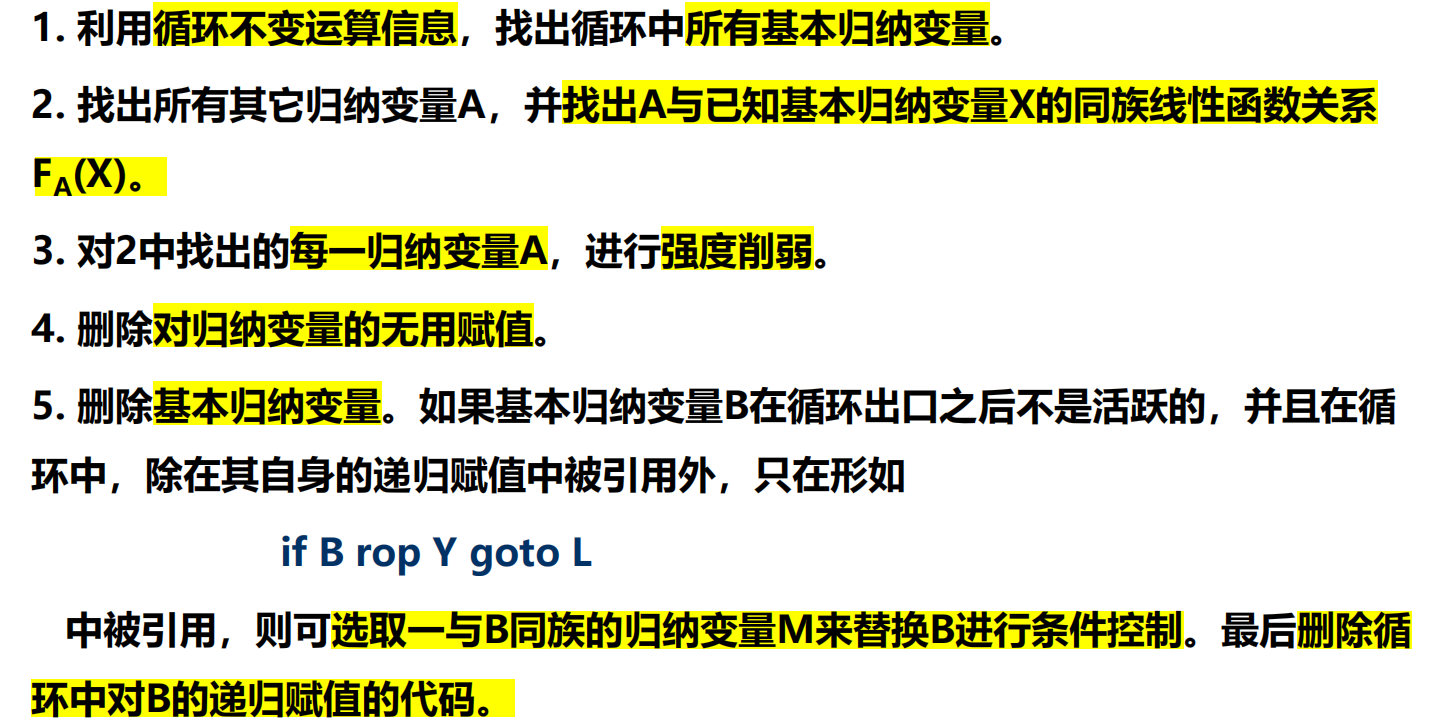 1. 利用循环不变运算信息，找出循环中所有基本归纳变量。
2. 找出所有其它归纳变量A，并找出A与已知基本归纳变量X的同族线性函数关系
FA(X)。
3. 对2中找出的每一归纳变量A，进行强度削弱。
4. 删除对归纳变量的无用赋值。
5. 删除基本归纳变量。如果基本归纳变量B在循环出口之后不是活跃的，并且在循
环中，除在其自身的递归赋值中被引用外，只在形如
if B rop Y goto L
中被引用，则可选取一与B同族的归纳变量M来替换B进行条件控制。最后删除循
环中对B的递归赋值的代码。